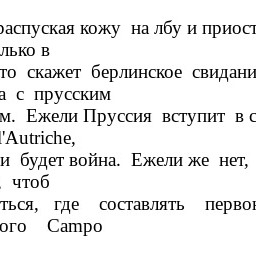 распуская кожу на лбу и приост
лько в
то скажет берлинское свидани
а с прусским
м. Ежели Пруссия вступит в с
l'Autriche,
и будет война. Ежели же нет,
, чтоб
ться, где составлять перво
ого Campo